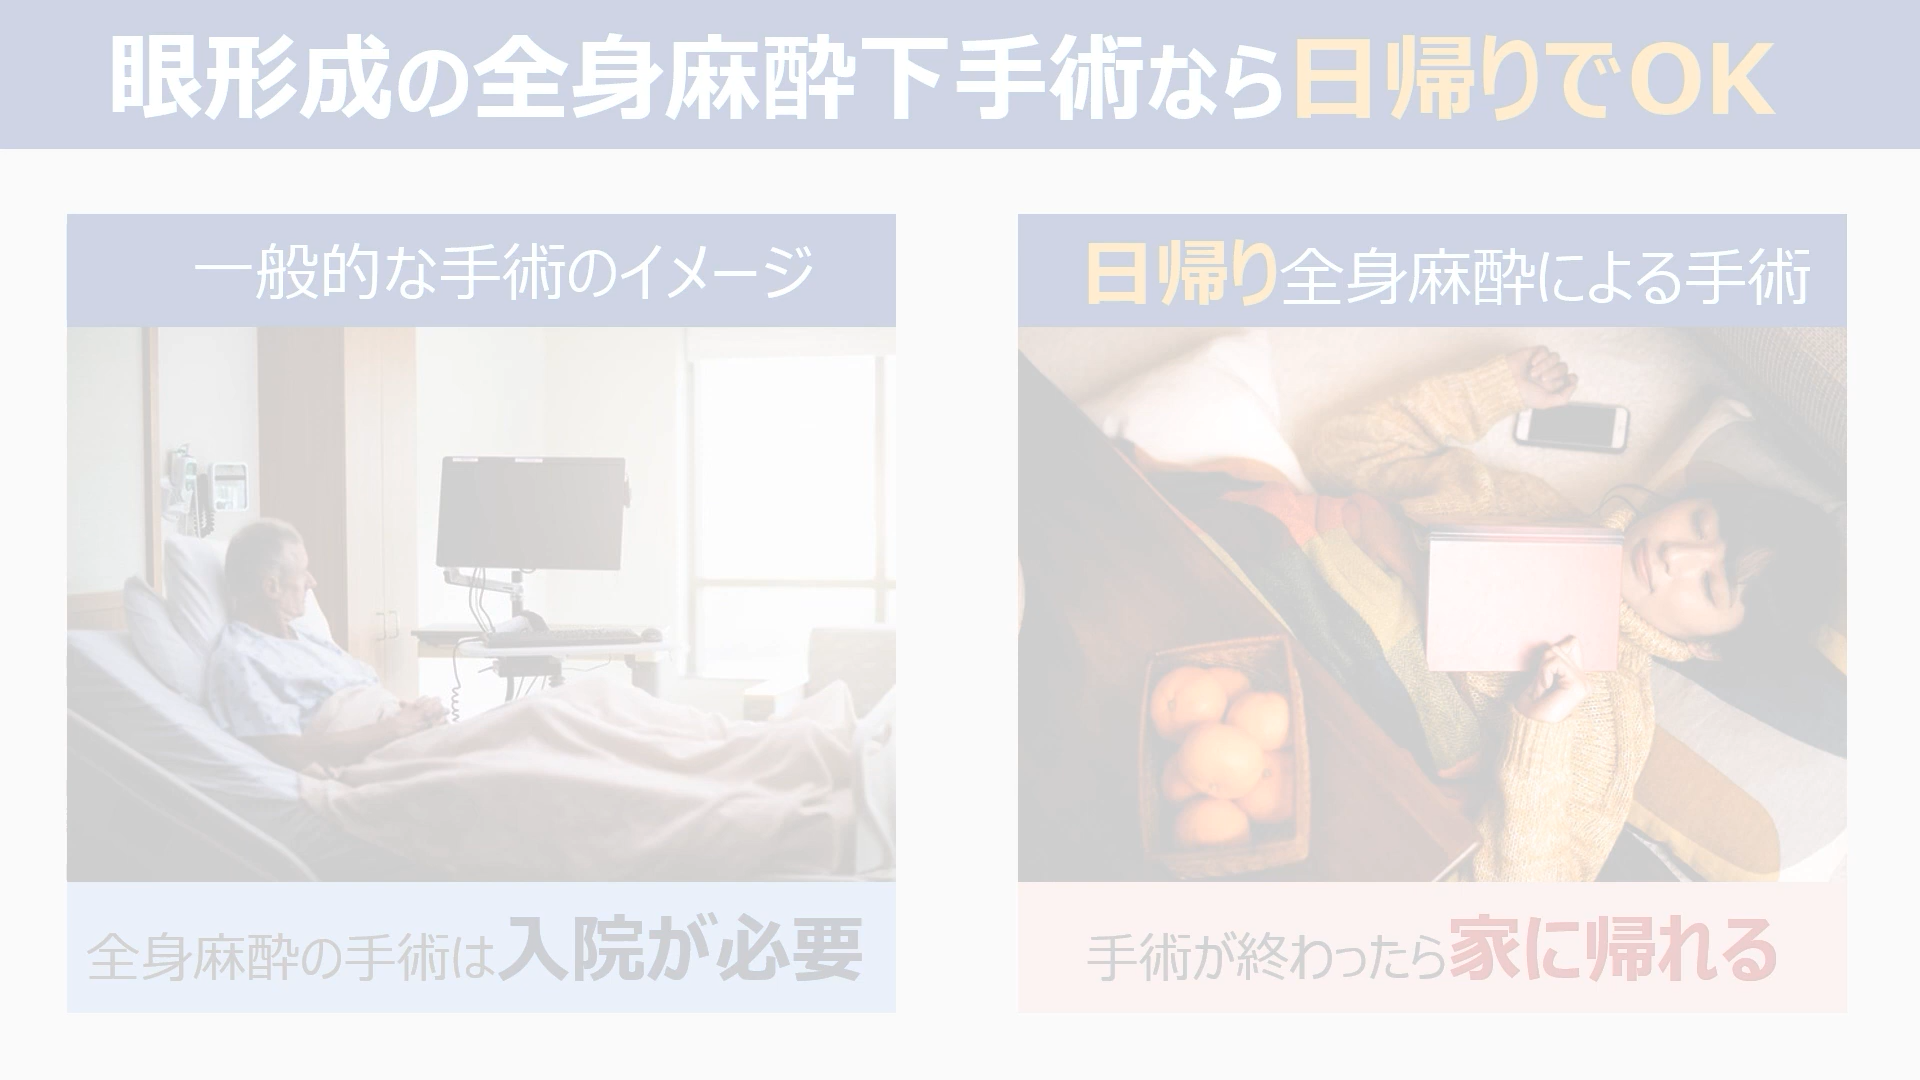 眼形成の全身麻酔下手術なら日帰りでOK
一般的な手術のイメージ
全身麻酔の手術は入院が必要
日帰り全身麻酔による手術
手術が終わったら家に帰れる